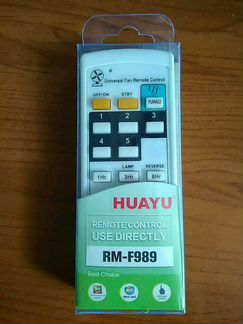 Universal Fan Remote Control
OFF/ON STBY
YURAGI
1 2 3
4 5
LAMP REVERSE
1Hr 3Hr 6Hr
HUAYU
REMOTE CONTROL
USE DIRECTLY
RM-F989
Best Choice